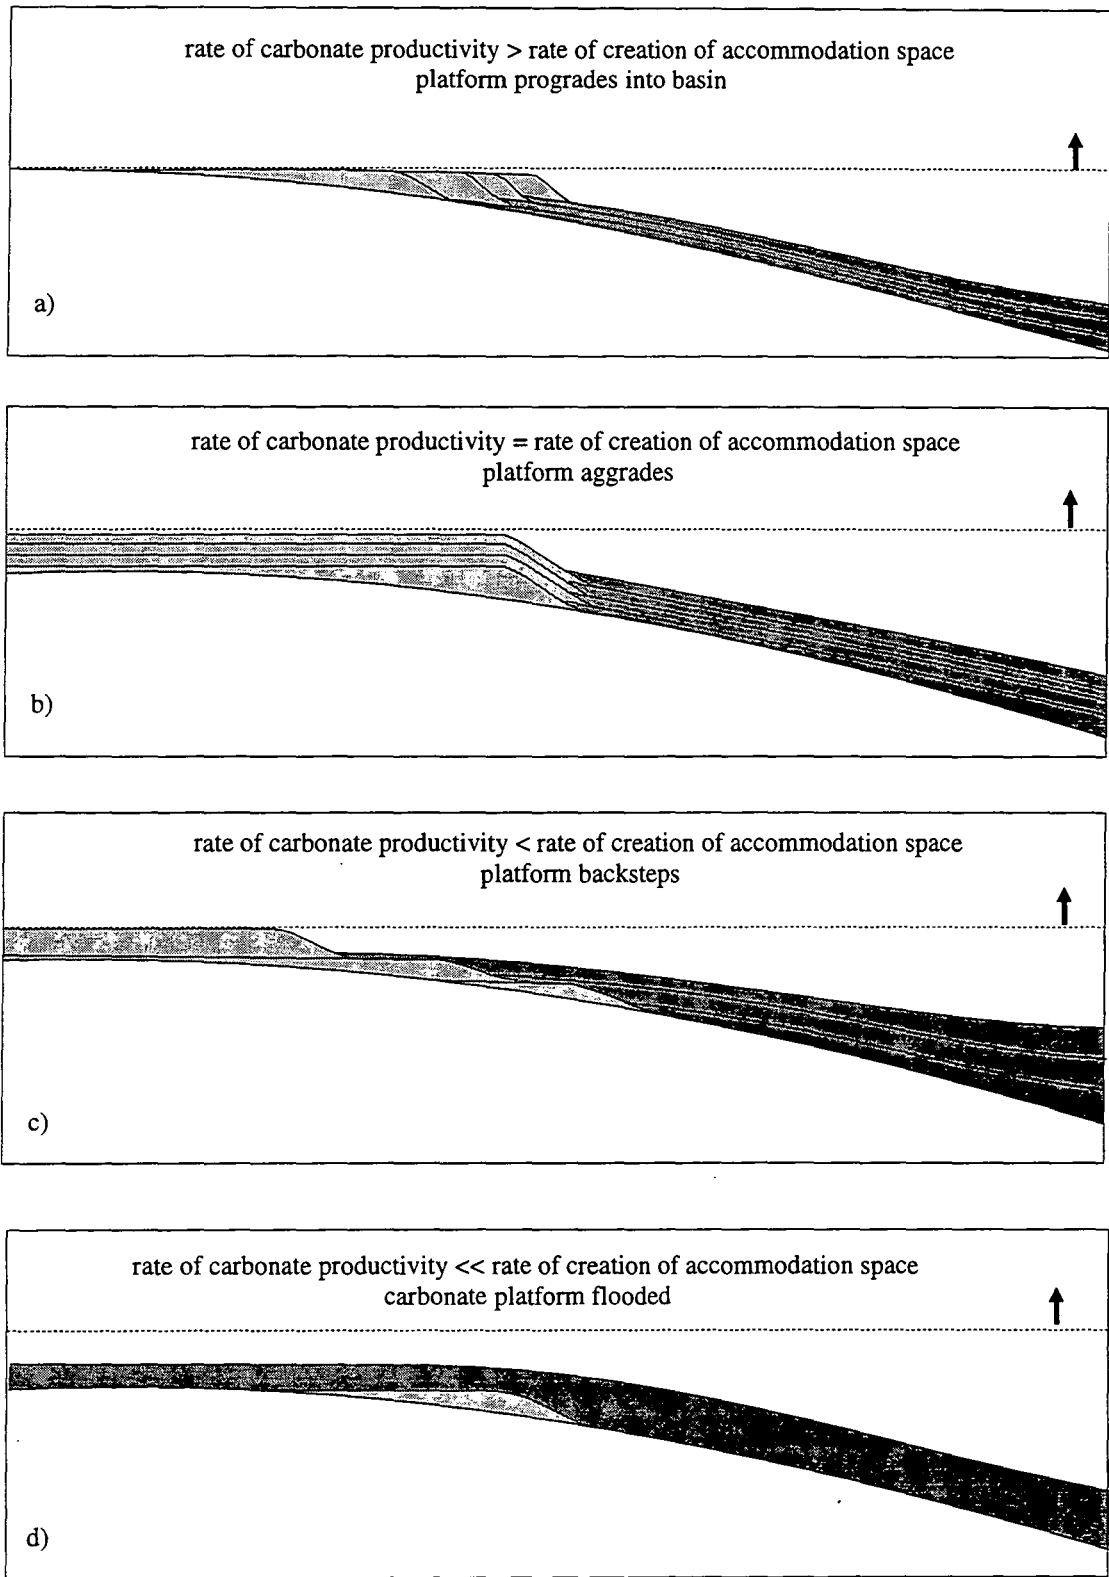 rate of carbonate productivity > rate of creation of accommodation space
platform progrades into basin
a)
rate of carbonate productivity = rate of creation of accommodation space
platform aggrades
b)
rate of carbonate productivity < rate of creation of accommodation space
platform backsteps
c)
rate of carbonate productivity << rate of creation of accommodation space
carbonate platform flooded
d)